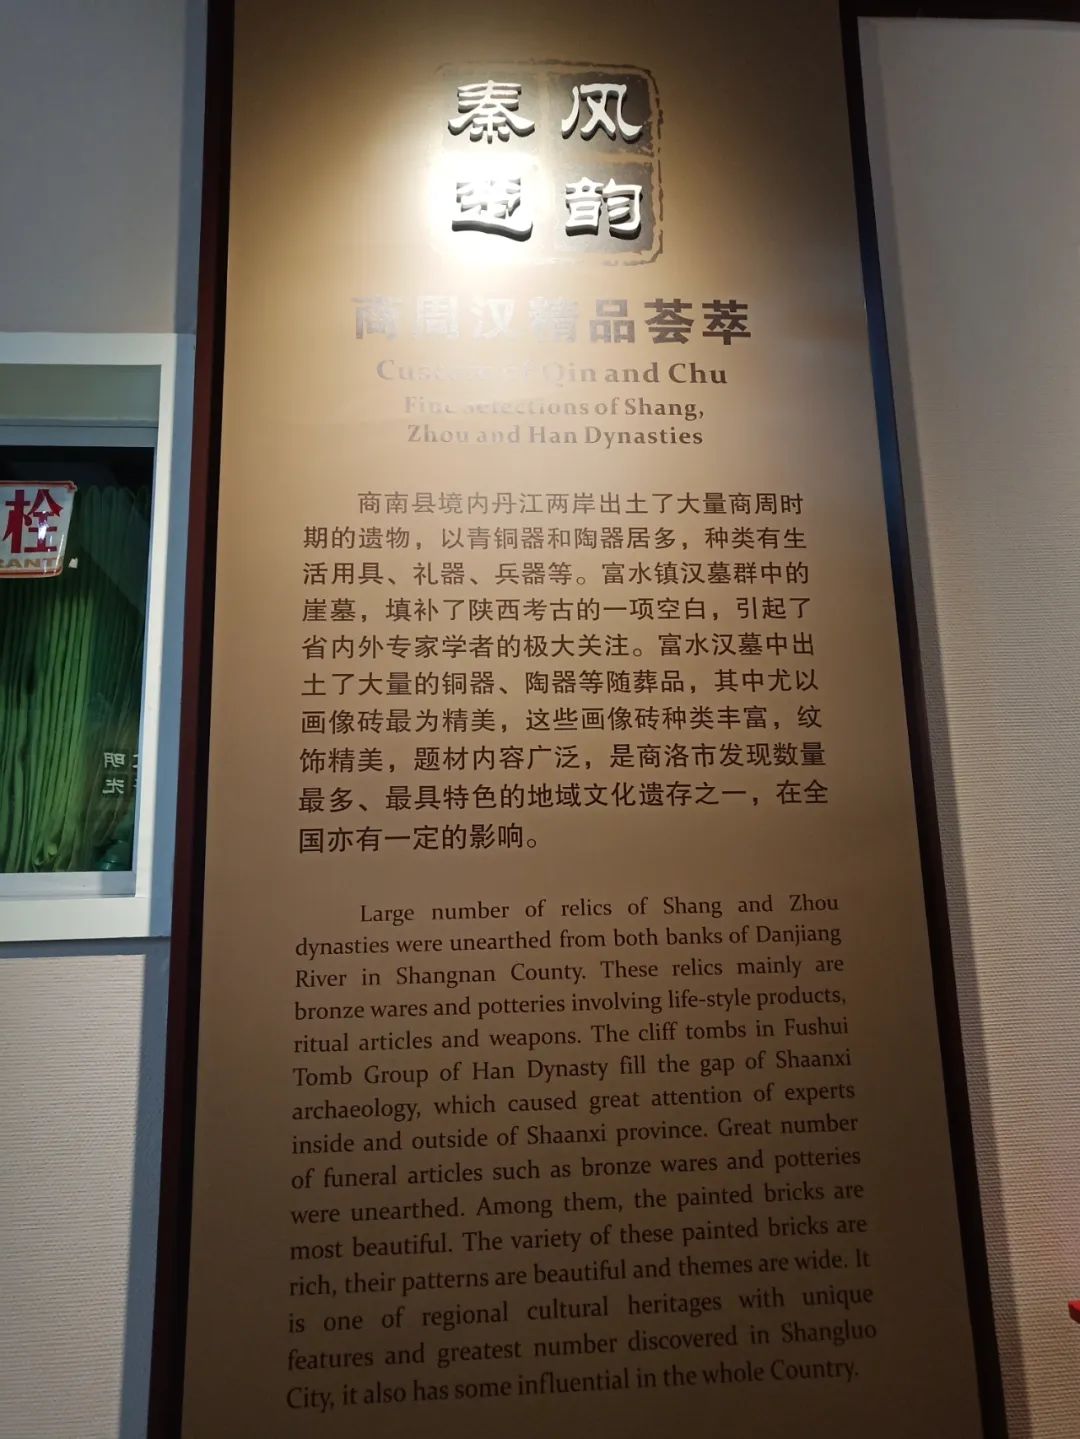 秦风
楚韵
商周汉精品荟萃
Customs of Qin and Chu
Fine Selections of Shang,
Zhou and Han Dynasties
商南县境内丹江两岸出土了大量商周时
期的遗物，以青铜器和陶器居多，种类有生
活用具、礼器、兵器等。富水镇汉墓群中的
崖墓，填补了陕西考古的一项空白，引起了
省内外专家学者的极大关注。富水汉墓中出
土了大量的铜器、陶器等随葬品，其中尤以
画像砖最为精美，这些画像砖种类丰富，纹
饰精美，题材内容广泛，是商洛市发现数量
最多、最具特色的地域文化遗存之一，在全
国亦有一定的影响。
Large number of relics of Shang and Zhou
dynasties were unearthed from both banks of Danjiang
River in Shangnan County. These relics mainly are
bronze wares and potteries involving life-style products,
ritual articles and weapons. The cliff tombs in Fushui
Tomb Group of Han Dynasty fill the gap of Shaanxi
archaeology, which caused great attention of experts
inside and outside of Shaanxi province. Great number
of funeral articles such as bronze wares and potteries
were unearthed. Among them, the painted bricks are
most beautiful. The variety of these painted bricks are
rich, their patterns are beautiful and themes are wide. It
is one of regional cultural heritages with unique
features and greatest number discovered in Shangluo
City, it also has some influential in the whole Country.
栓
RANT